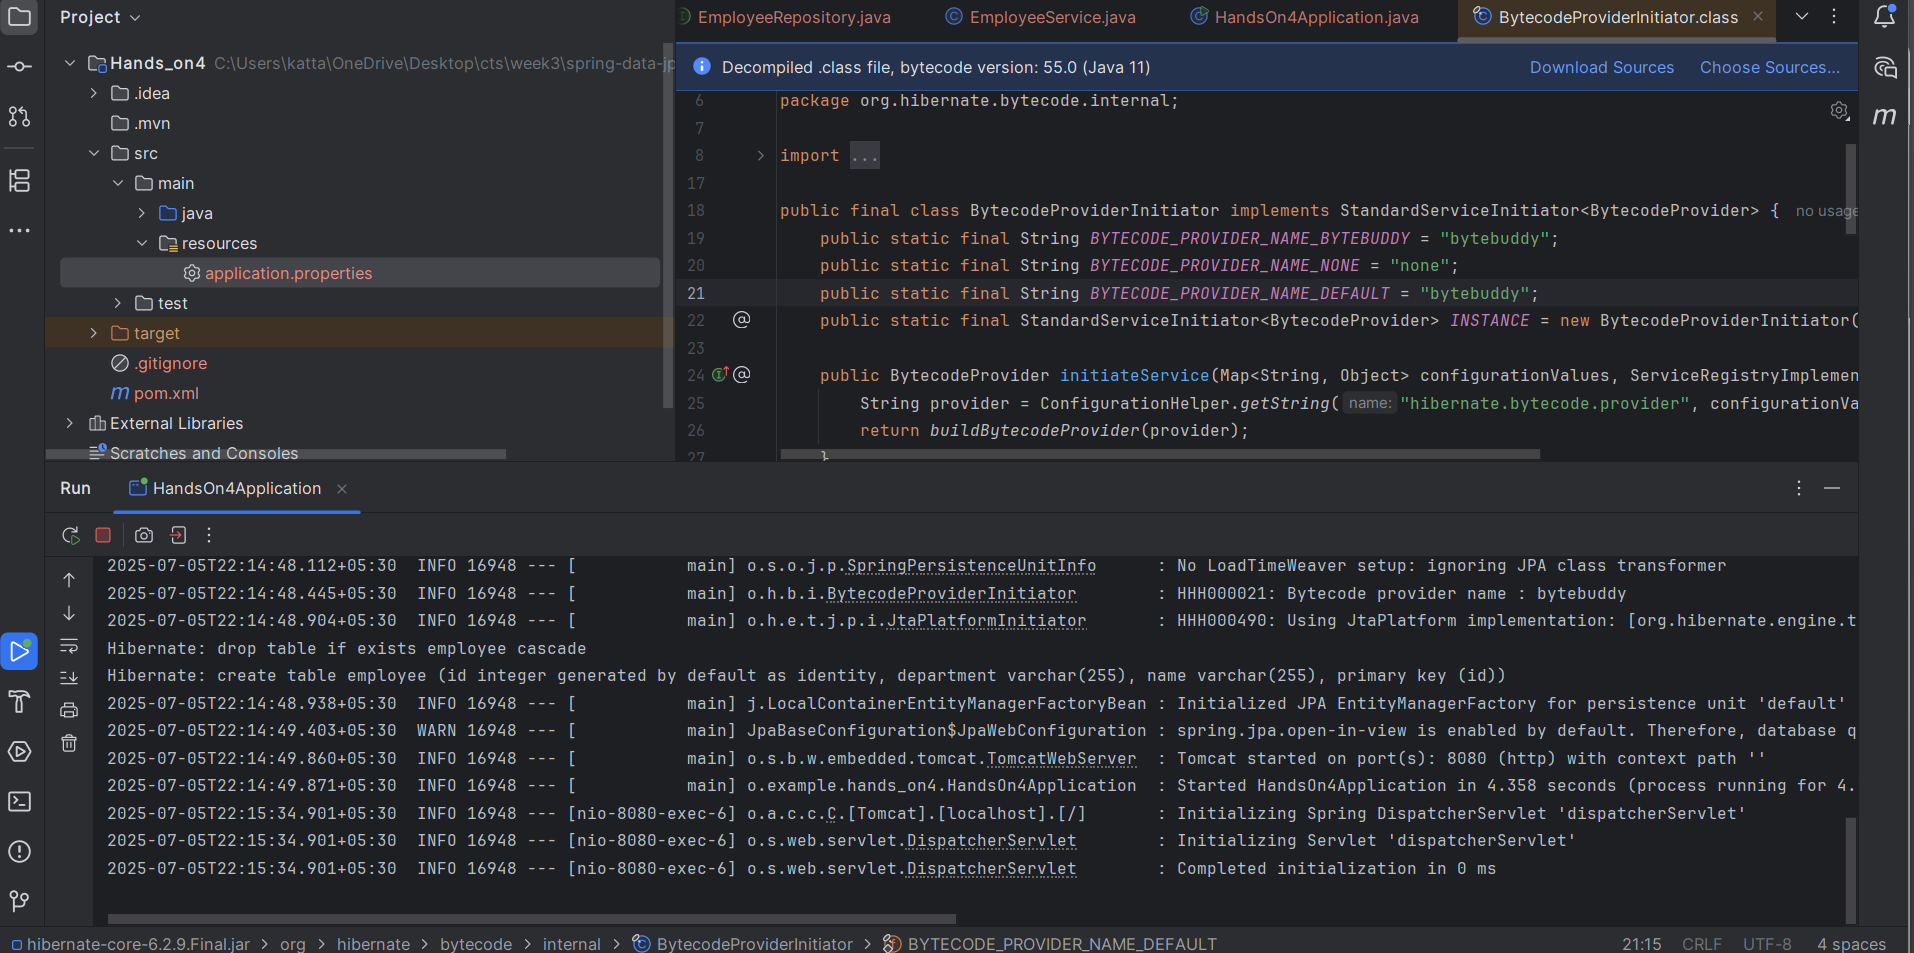 Project
EmployeeRepository.java EmployeeService.java HandsOn4Application.java BytecodeProviderInitiator.class
Hands_on4 C:\Users\katta\OneDrive\Desktop\cts\week3\spring-data-jp
.idea
.mvn
src
main
java
resources
application.properties
test
target
.gitignore
pom.xml
External Libraries
Scratches and Consoles
Decompiled .class file, bytecode version: 55.0 (Java 11) Download Sources Choose Sources...
6 package org.hibernate.bytecode.internal;
7
8 import ...
17
18 public final class BytecodeProviderInitiator implements StandardServiceInitiator<BytecodeProvider> { no usage
19 public static final String BYTECODE_PROVIDER_NAME_BYTEBUDDY = "bytebuddy";
20 public static final String BYTECODE_PROVIDER_NAME_NONE = "none";
21 public static final String BYTECODE_PROVIDER_NAME_DEFAULT = "bytebuddy";
22 @ public static final StandardServiceInitiator<BytecodeProvider> INSTANCE = new BytecodeProviderInitiator(
23
24 @ public BytecodeProvider initiateService(Map<String, Object> configurationValues, ServiceRegistryImplemen
25 String provider = ConfigurationHelper.getString( name: "hibernate.bytecode.provider", configurationVa
26 return buildBytecodeProvider(provider);
27 }
Run HandsOn4Application
2025-07-05T22:14:48.112+05:30 INFO 16948 --- [ main] o.s.o.j.p.SpringPersistenceUnitInfo : No LoadTimeWeaver setup: ignoring JPA class transformer
2025-07-05T22:14:48.445+05:30 INFO 16948 --- [ main] o.h.b.i.BytecodeProviderInitiator : HHH000021: Bytecode provider name : bytebuddy
2025-07-05T22:14:48.904+05:30 INFO 16948 --- [ main] o.h.e.t.j.p.i.JtaPlatformInitiator : HHH000490: Using JtaPlatform implementation: [org.hibernate.engine.t
Hibernate: drop table if exists employee cascade
Hibernate: create table employee (id integer generated by default as identity, department varchar(255), name varchar(255), primary key (id))
2025-07-05T22:14:48.938+05:30 INFO 16948 --- [ main] j.LocalContainerEntityManagerFactoryBean : Initialized JPA EntityManagerFactory for persistence unit 'default'
2025-07-05T22:14:49.403+05:30 WARN 16948 --- [ main] JpaBaseConfiguration$JpaWebConfiguration : spring.jpa.open-in-view is enabled by default. Therefore, database q
2025-07-05T22:14:49.860+05:30 INFO 16948 --- [ main] o.s.b.w.embedded.tomcat.TomcatWebServer : Tomcat started on port(s): 8080 (http) with context path ''
2025-07-05T22:14:49.871+05:30 INFO 16948 --- [ main] o.example.hands_on4.HandsOn4Application : Started HandsOn4Application in 4.358 seconds (process running for 4.
2025-07-05T22:15:34.901+05:30 INFO 16948 --- [nio-8080-exec-6] o.a.c.c.C.[Tomcat].[localhost].[/] : Initializing Spring DispatcherServlet 'dispatcherServlet'
2025-07-05T22:15:34.901+05:30 INFO 16948 --- [nio-8080-exec-6] o.s.web.servlet.DispatcherServlet : Initializing Servlet 'dispatcherServlet'
2025-07-05T22:15:34.901+05:30 INFO 16948 --- [nio-8080-exec-6] o.s.web.servlet.DispatcherServlet : Completed initialization in 0 ms
hibernate-core-6.2.9.Final.jar > org > hibernate > bytecode > internal > BytecodeProviderInitiator > BYTECODE_PROVIDER_NAME_DEFAULT 21:15 CRLF UTF-8 4 spaces